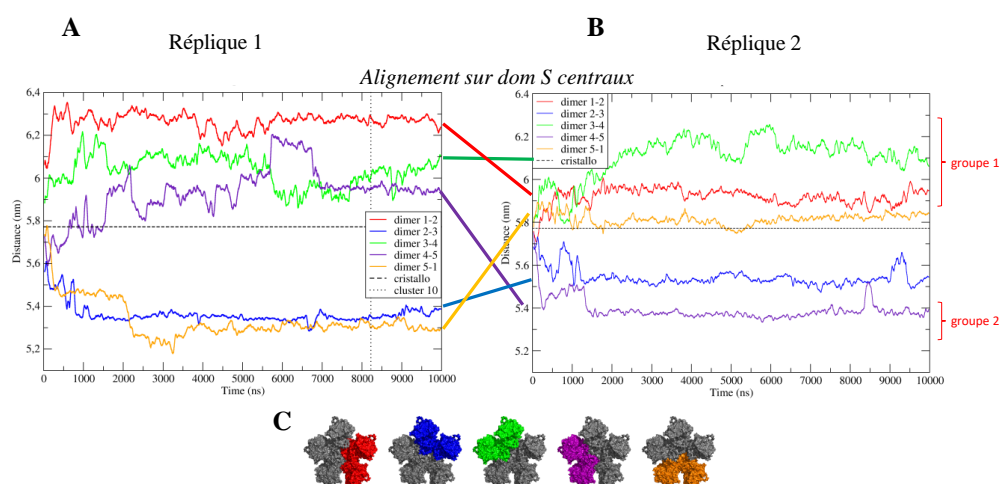 A
B
Réplique 1
Réplique 2
Alignement sur dom S centraux
6,4
6,2
6
5,8
5,6
5,4
5,2
Distance (nm)
dimer 1-2
dimer 2-3
dimer 3-4
dimer 4-5
dimer 5-1
cristallo
cluster 10
0 1000 2000 3000 4000 5000 6000 7000 8000 9000 10000
Time (ns)
6,4
6,2
6
5,8
5,6
5,4
5,2
Distance (nm)
dimer 1-2
dimer 2-3
dimer 3-4
dimer 4-5
dimer 5-1
cristallo
0 1000 2000 3000 4000 5000 6000 7000 8000 9000 10000
Time (ns)
groupe 1
groupe 2
C